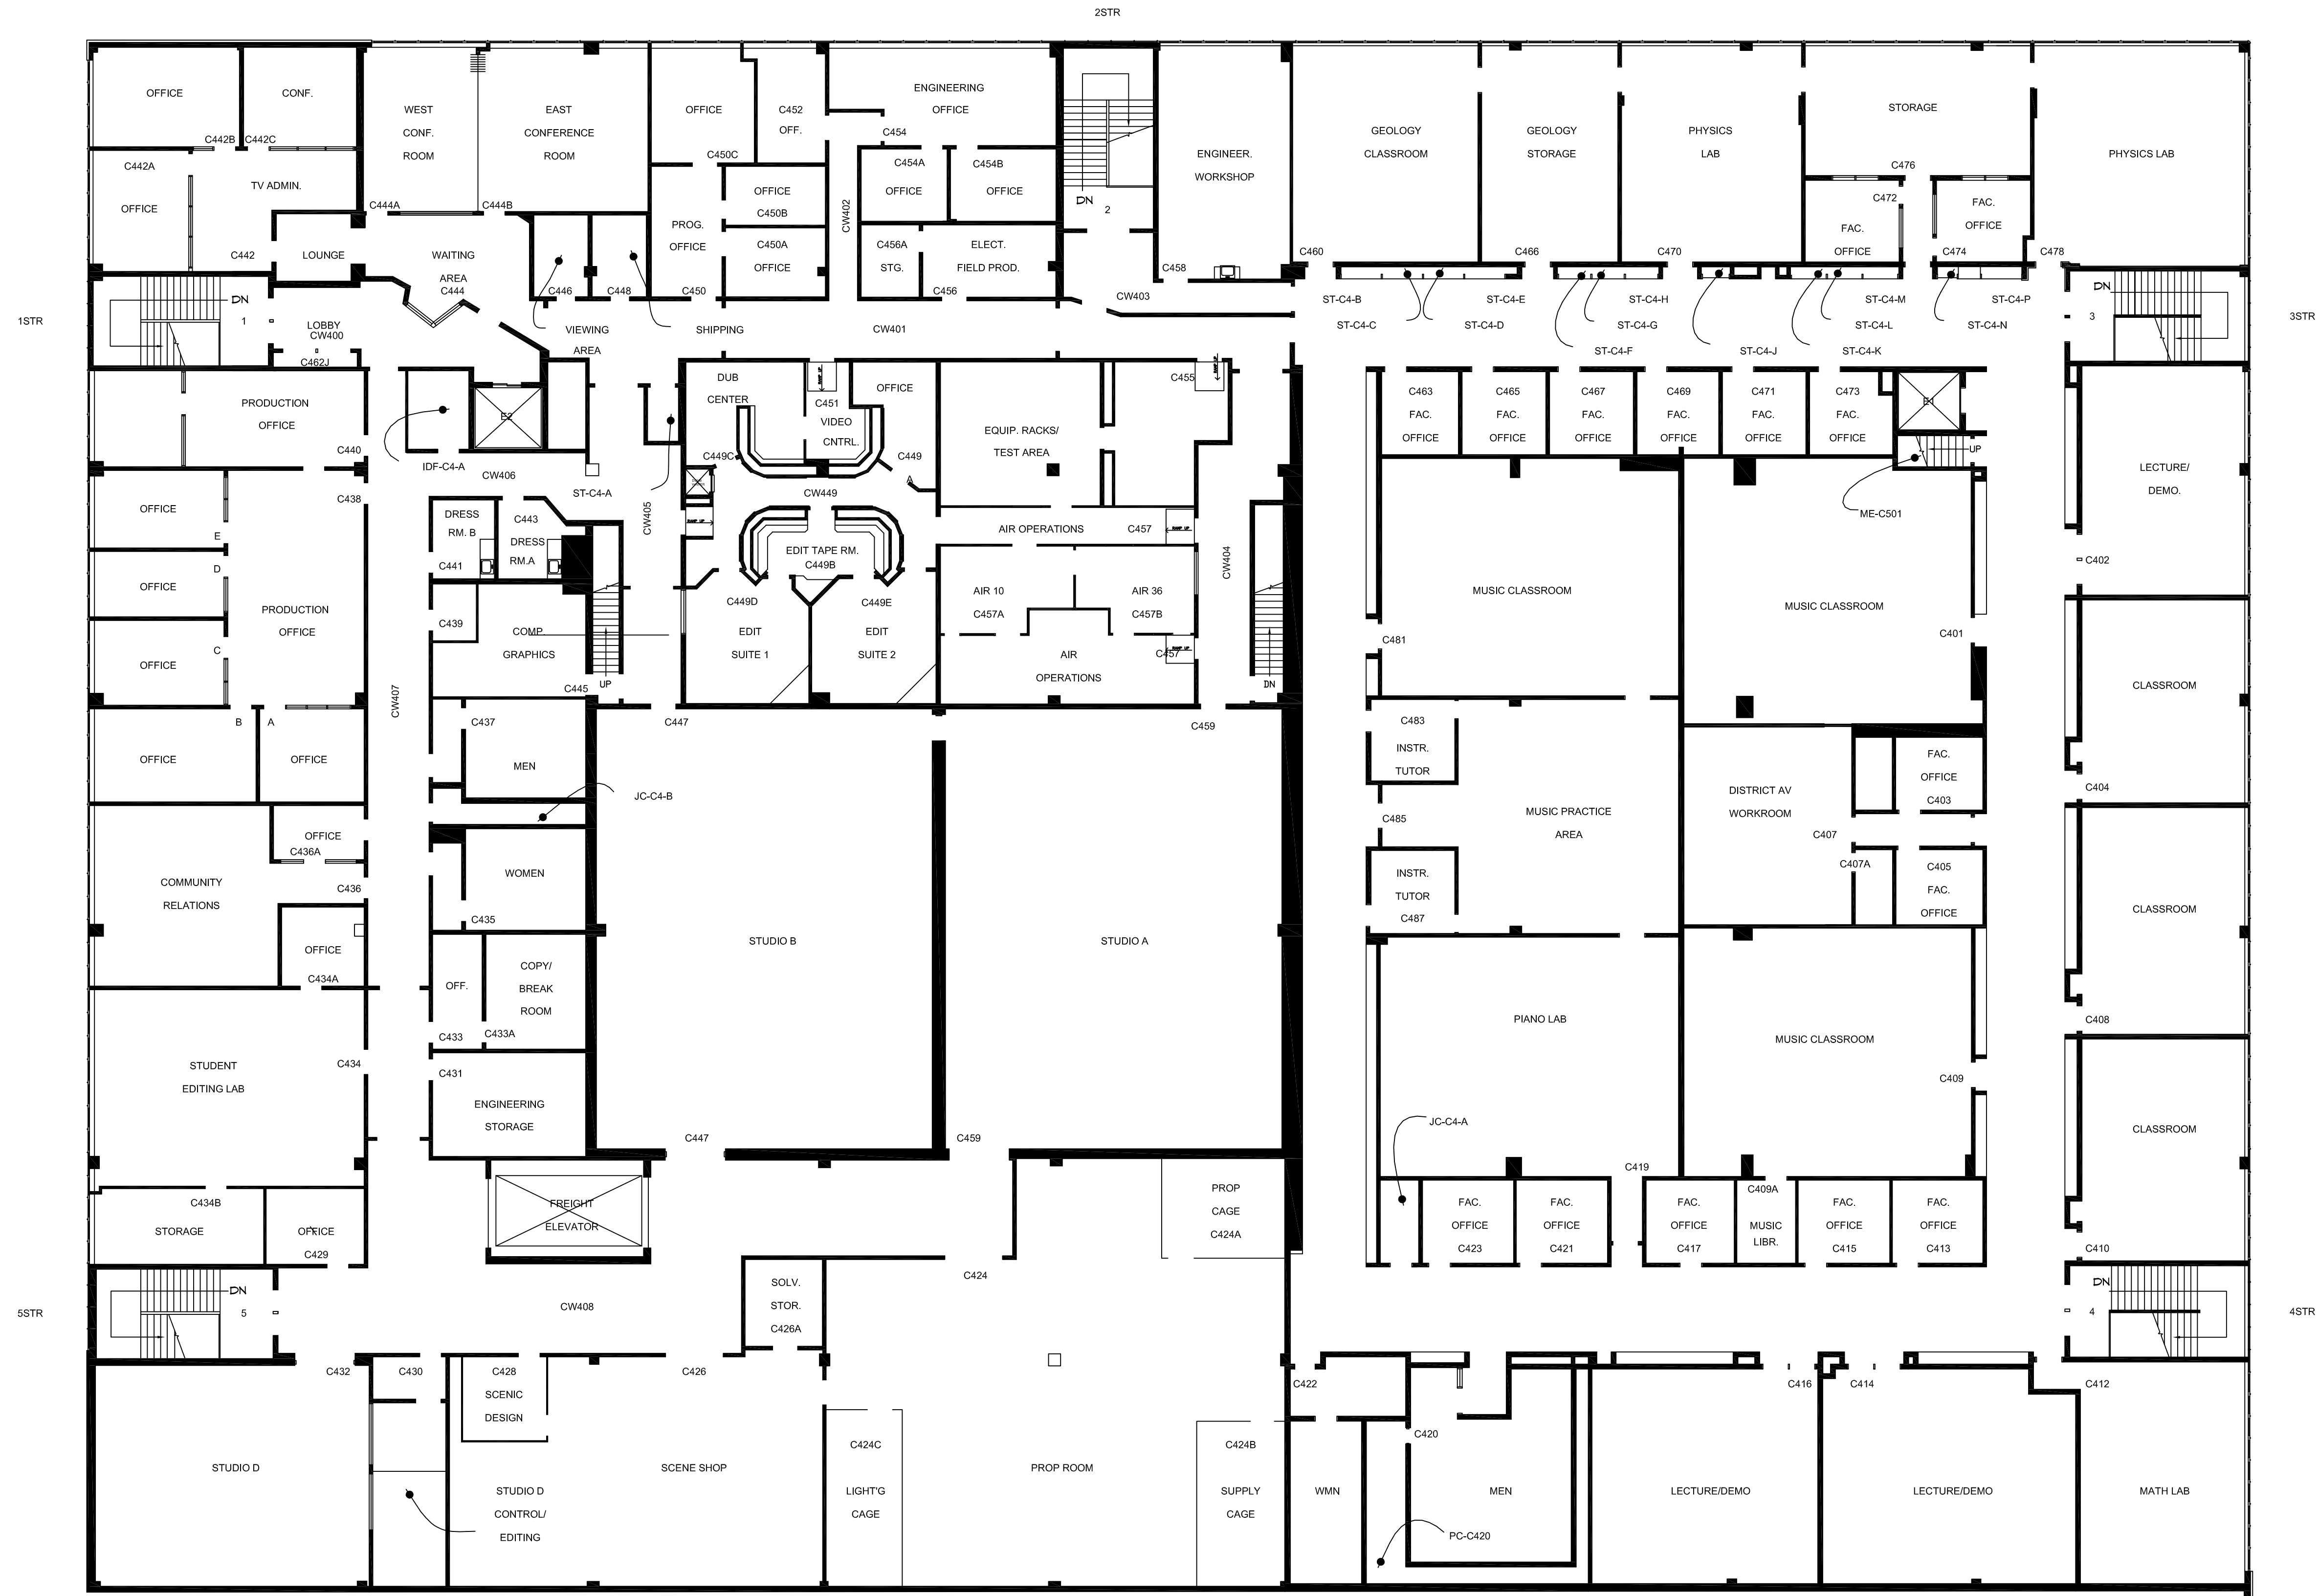 2STR
OFFICE
CONF.
C442B
C442C
C442A
OFFICE
TV ADMIN.
C442
LOUNGE
WEST
CONF.
ROOM
EAST
CONFERENCE
ROOM
C444A
C444B
WAITING
AREA
C444
OFFICE
C450C
C452
OFF.
OFFICE
C450B
PROG.
OFFICE
C450A
OFFICE
C446
C448
C450
ENGINEERING
OFFICE
C454
C454A
OFFICE
C454B
OFFICE
CW402
C456A
STG.
ELECT.
FIELD PROD.
C456
DN
2
ENGINEER.
WORKSHOP
C458
CW403
GEOLOGY
CLASSROOM
C460
GEOLOGY
STORAGE
C466
PHYSICS
LAB
C470
STORAGE
C476
C472
FAC.
OFFICE
FAC.
OFFICE
C474
PHYSICS LAB
C478
1STR
DN
1
LOBBY
CW400
C462J
VIEWING
AREA
SHIPPING
CW401
ST-C4-B
ST-C4-C
ST-C4-E
ST-C4-D
ST-C4-H
ST-C4-G
ST-C4-F
ST-C4-J
ST-C4-M
ST-C4-L
ST-C4-K
ST-C4-P
ST-C4-N
DN
3
3STR
PRODUCTION
OFFICE
C440
E2
IDF-C4-A
CW406
ST-C4-A
CW405
DUB
CENTER
C451
RAMP UP
VIDEO
CNTRL.
OFFICE
C449C
C449
A
CW449
RAMP UP
EQUIP. RACKS/
TEST AREA
C455
RAMP UP
C463
FAC.
OFFICE
C465
FAC.
OFFICE
C467
FAC.
OFFICE
C469
FAC.
OFFICE
C471
FAC.
OFFICE
C473
FAC.
OFFICE
E1
UP
ME-C501
LECTURE/
DEMO.
C402
C438
OFFICE
E
D
OFFICE
PRODUCTION
OFFICE
C
OFFICE
B
A
OFFICE
OFFICE
CW407
DRESS
RM. B
C441
C443
DRESS
RM.A
C439
COMP
GRAPHICS
C445
UP
EDIT TAPE RM.
C449B
C449D
EDIT
SUITE 1
C449E
EDIT
SUITE 2
AIR OPERATIONS
C457
RAMP UP
CW404
AIR 10
C457A
AIR 36
C457B
C457
RAMP UP
AIR
OPERATIONS
DN
MUSIC CLASSROOM
C481
MUSIC CLASSROOM
C401
CLASSROOM
C404
C437
MEN
JC-C4-B
C447
C459
C483
INSTR.
TUTOR
C485
MUSIC PRACTICE
AREA
INSTR.
TUTOR
C487
DISTRICT AV
WORKROOM
C407
C407A
FAC.
OFFICE
C403
C405
FAC.
OFFICE
CLASSROOM
C408
OFFICE
C436A
COMMUNITY
RELATIONS
C436
OFFICE
C434A
WOMEN
C435
OFF.
C433
COPY/
BREAK
ROOM
C433A
STUDIO B
STUDIO A
STUDENT
EDITING LAB
C434
C431
ENGINEERING
STORAGE
C447
C459
PIANO LAB
MUSIC CLASSROOM
C409
CLASSROOM
C410
JC-C4-A
C419
C434B
STORAGE
OFFICE
C429
FREIGHT
ELEVATOR
PROP
CAGE
C424A
FAC.
OFFICE
C423
FAC.
OFFICE
C421
FAC.
OFFICE
C417
C409A
MUSIC
LIBR.
FAC.
OFFICE
C415
FAC.
OFFICE
C413
5STR
DN
5
CW408
SOLV.
STOR.
C426A
C424
DN
4
4STR
C432
C430
C428
SCENIC
DESIGN
C426
C422
C420
C416
C414
C412
STUDIO D
STUDIO D
CONTROL/
EDITING
SCENE SHOP
C424C
LIGHT'G
CAGE
PROP ROOM
C424B
SUPPLY
CAGE
WMN
MEN
PC-C420
LECTURE/DEMO
LECTURE/DEMO
MATH LAB